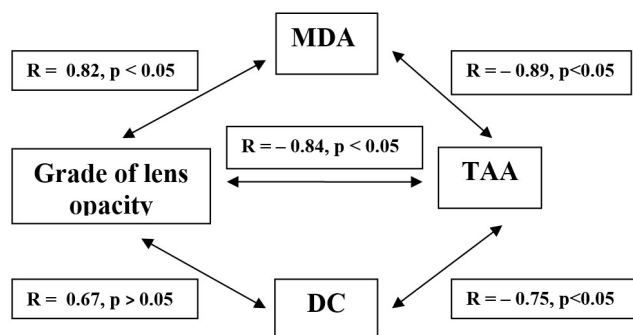 MDA
R = 0.82, p < 0.05
R = – 0.89, p<0.05
R = – 0.84, p < 0.05
Grade of lens
opacity
TAA
R = 0.67, p > 0.05
DC
R = – 0.75, p<0.05